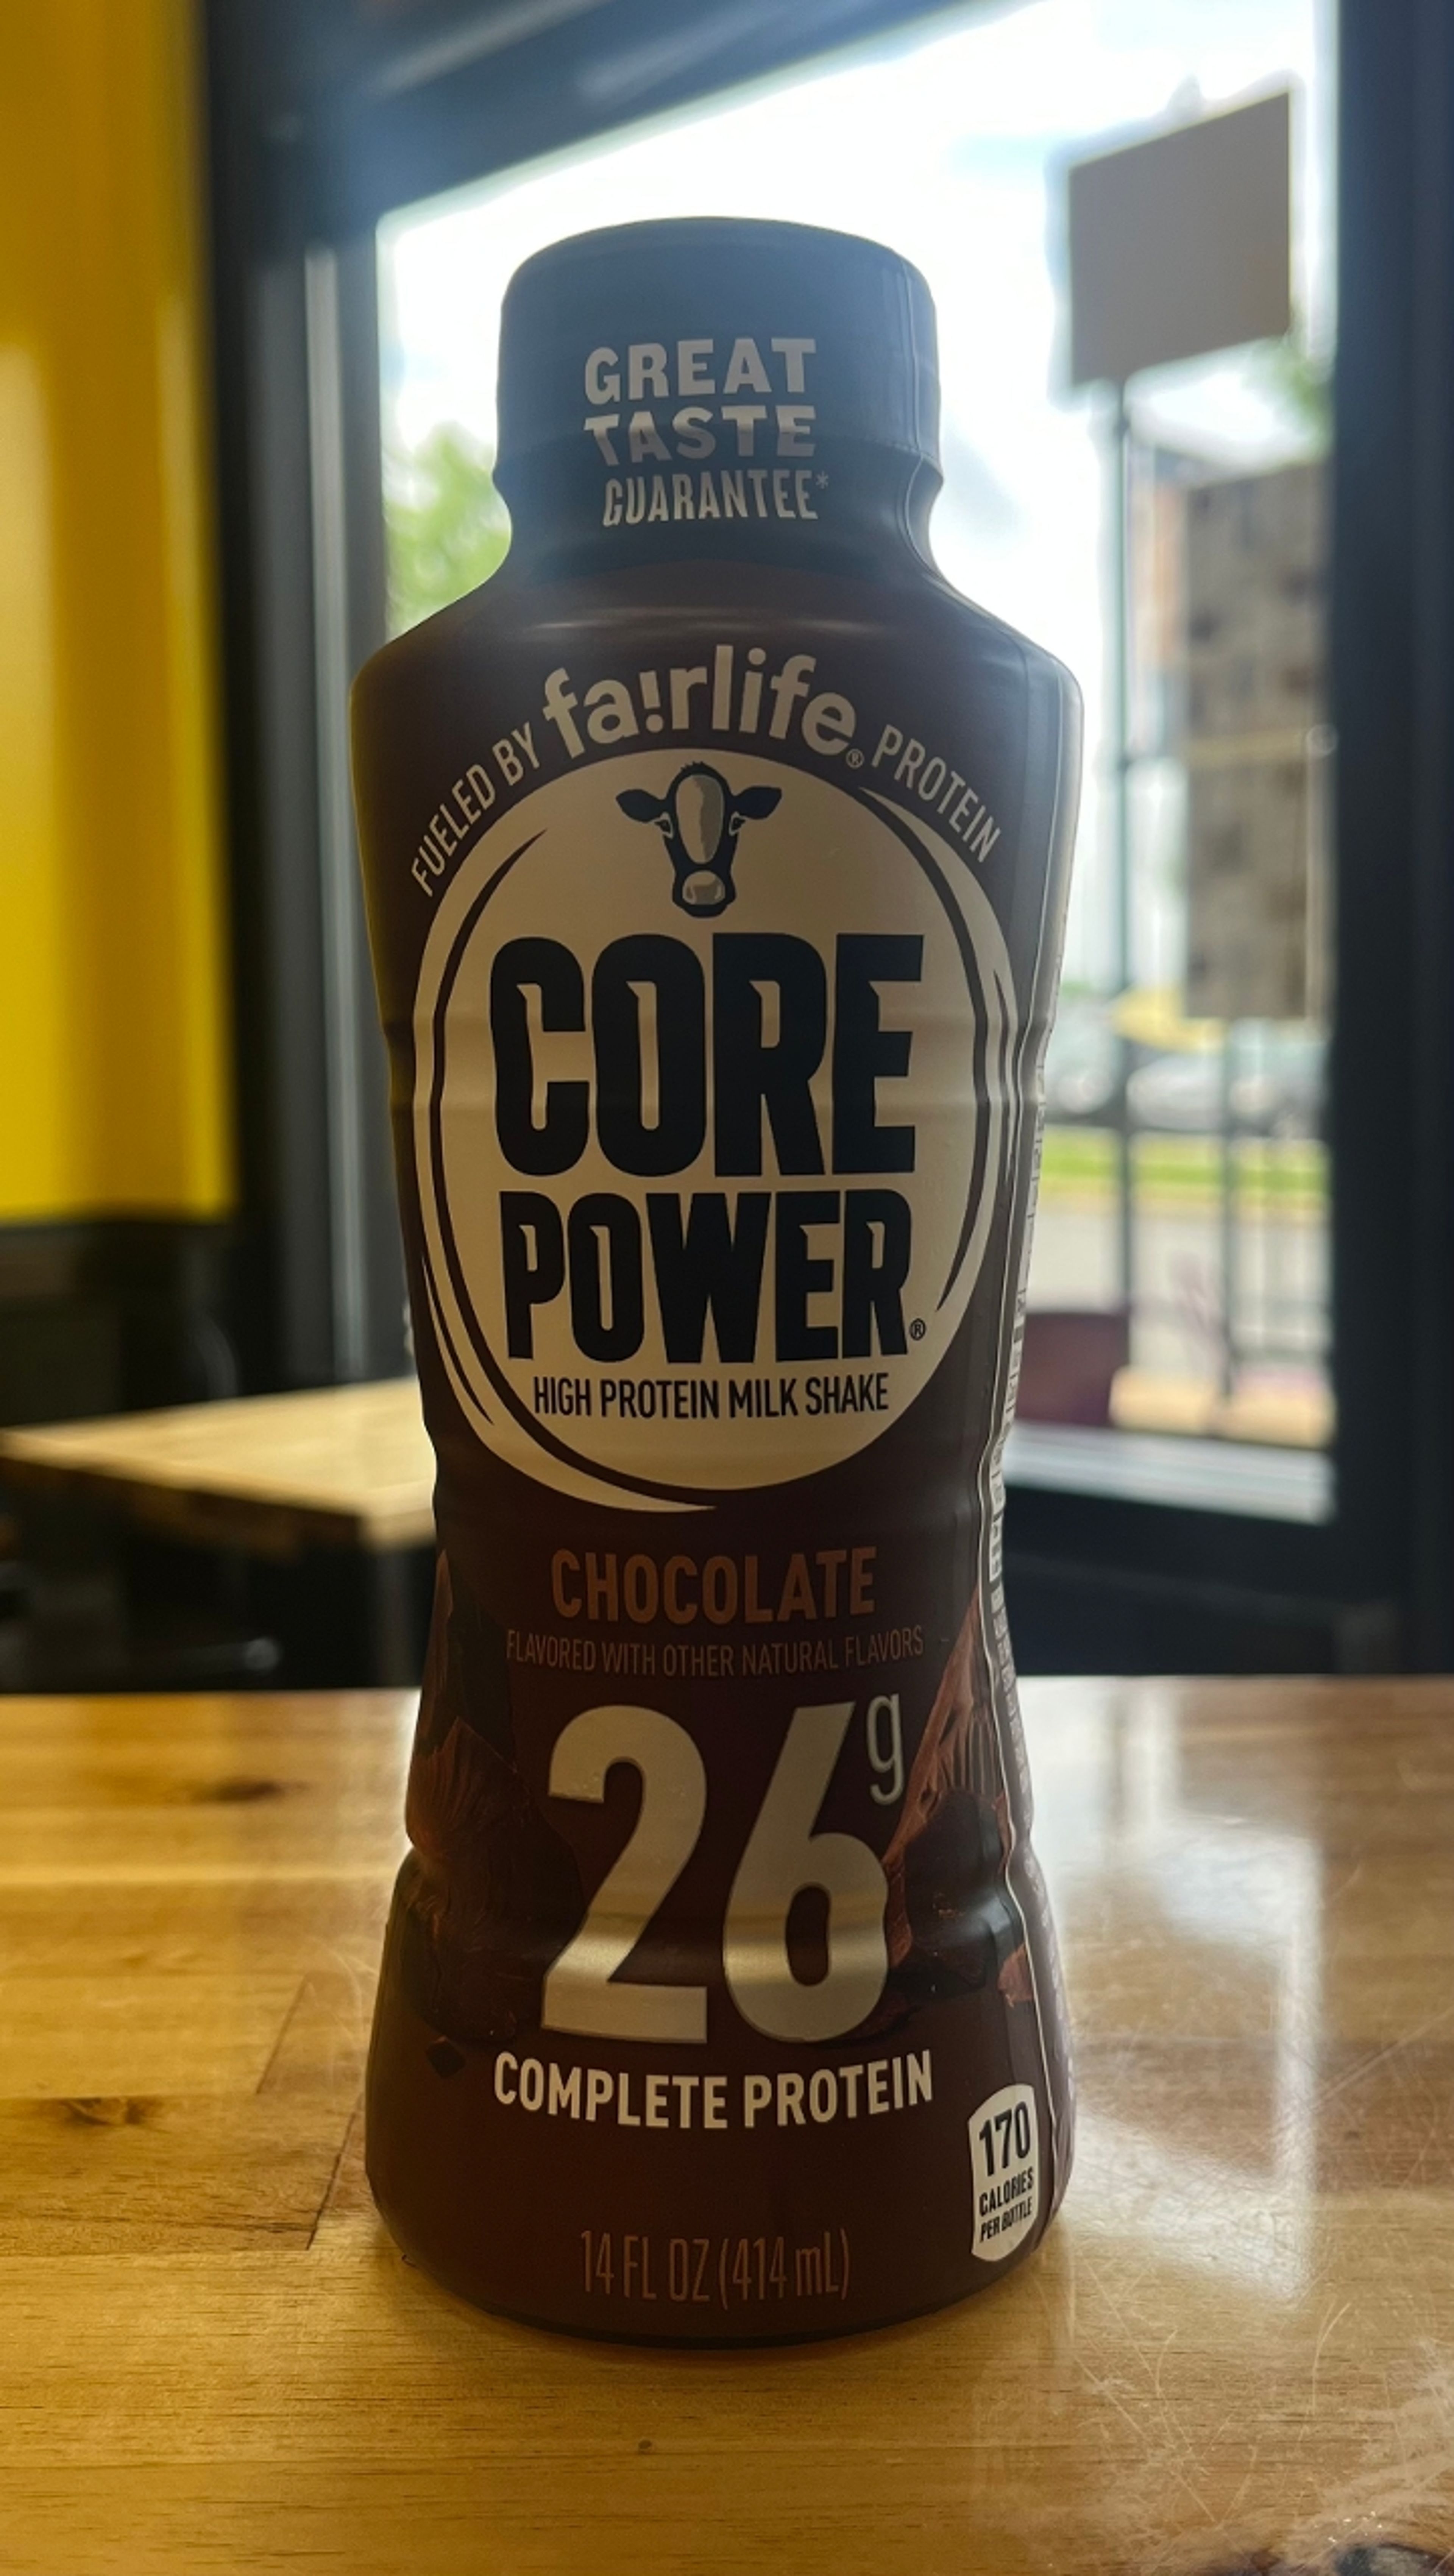 GREAT
TASTE
GUARANTEE*
FUELED BY fa!rlife® PROTEIN
CORE
POWER®
HIGH PROTEIN MILK SHAKE
CHOCOLATE
FLAVORED WITH OTHER NATURAL FLAVORS
26g
COMPLETE PROTEIN
170
CALORIES
PER BOTTLE
14 FL OZ (414 mL)